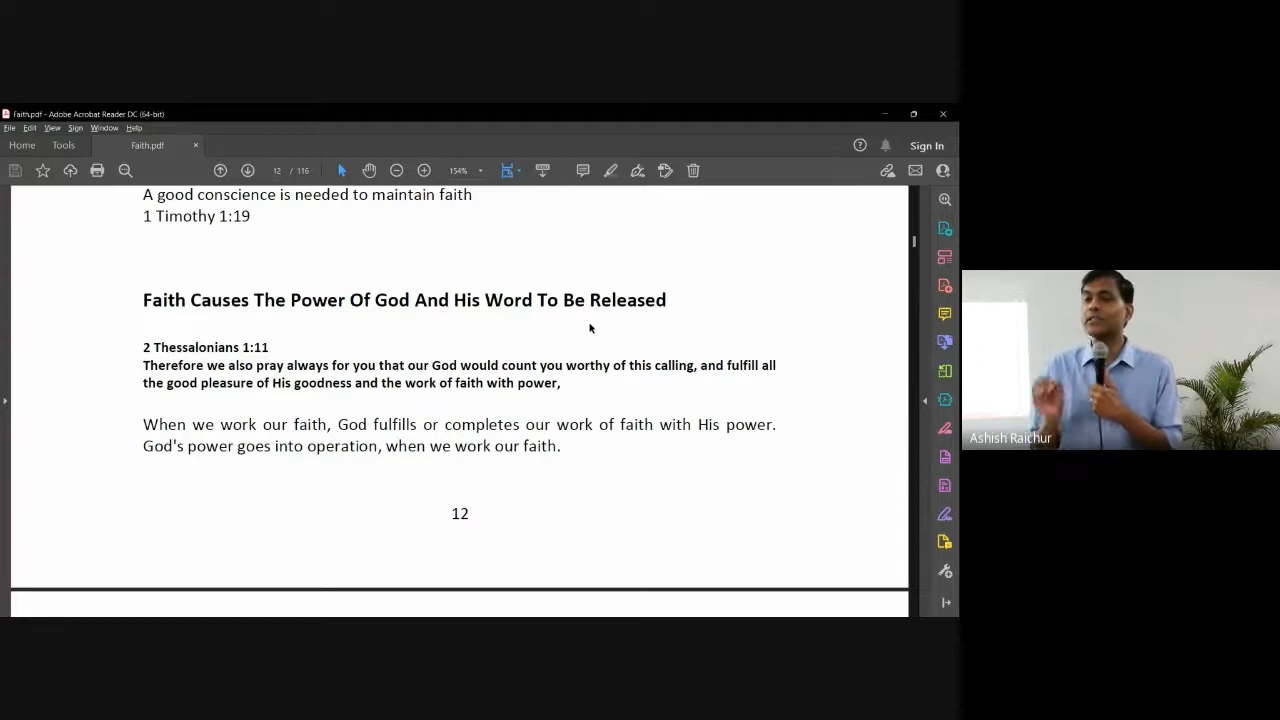 Faith.pdf - Adobe Acrobat Reader DC (64-bit)
File Edit View Sign Window Help
Home Tools Faith.pdf × Sign In
12 / 116 154%
A good conscience is needed to maintain faith
1 Timothy 1:19
Faith Causes The Power Of God And His Word To Be Released
2 Thessalonians 1:11
Therefore we also pray always for you that our God would count you worthy of this calling, and fulfill all
the good pleasure of His goodness and the work of faith with power,
When we work our faith, God fulfills or completes our work of faith with His power.
God's power goes into operation, when we work our faith.
12
Ashish Raichur